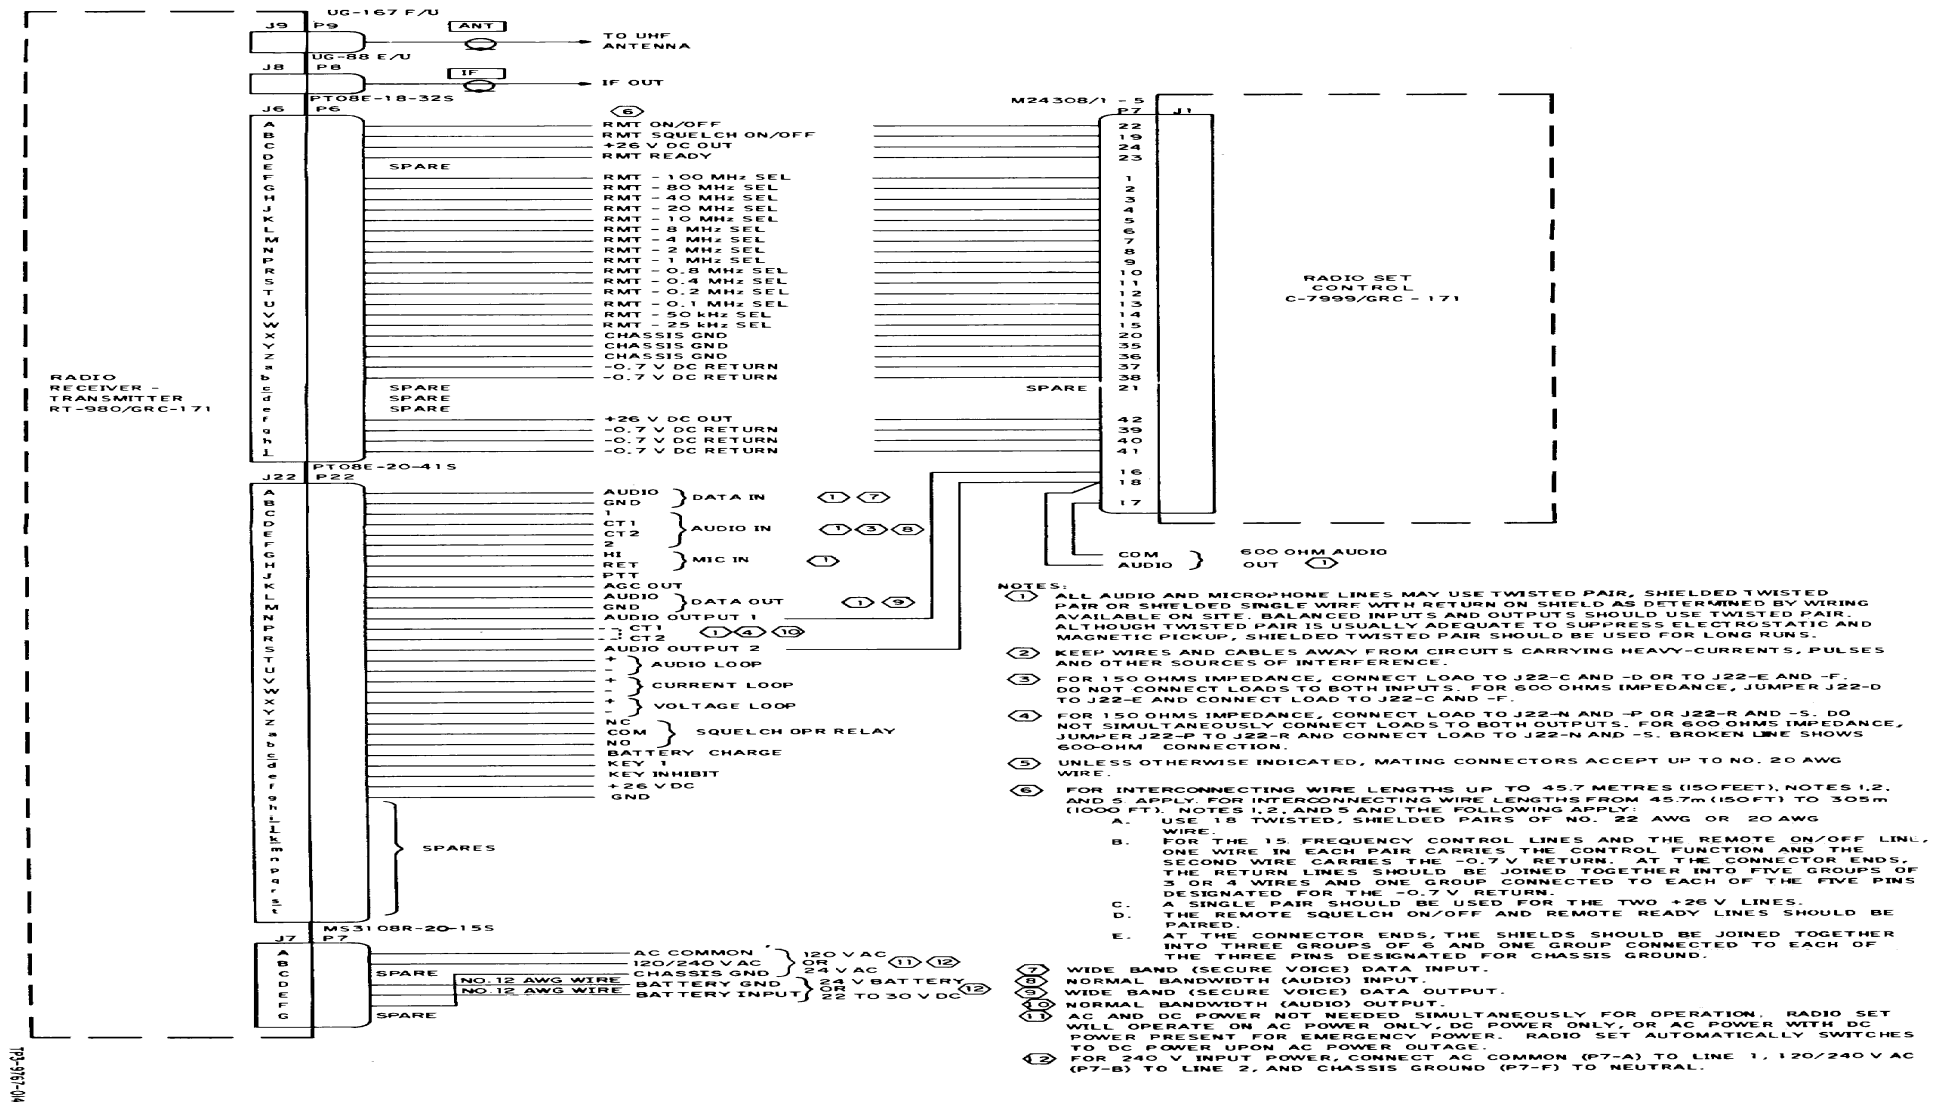 UG-167 F/U
J9 P9
ANT
TO UHF
ANTENNA
UG-88 E/U
J8 P8
IF
IF OUT
PT08E-18-32S
J6 P6
6
M24308/1 - 5
P7 J1
A RMT ON/OFF 22
B RMT SQUELCH ON/OFF 19
C +26 V DC OUT 24
D RMT READY 23
E SPARE
F RMT - 100 MHz SEL 1
G RMT - 80 MHz SEL 2
H RMT - 40 MHz SEL 3
J RMT - 20 MHz SEL 4
K RMT - 10 MHz SEL 5
L RMT - 8 MHz SEL 6
M RMT - 4 MHz SEL 7
N RMT - 2 MHz SEL 8
P RMT - 1 MHz SEL 9
R RMT - 0.8 MHz SEL 10
S RMT - 0.4 MHz SEL 11
T RMT - 0.2 MHz SEL 12
U RMT - 0.1 MHz SEL 13
V RMT - 50 kHz SEL 14
W RMT - 25 kHz SEL 15
X CHASSIS GND 20
Y CHASSIS GND 35
Z CHASSIS GND 36
a -0.7 V DC RETURN 37
b -0.7 V DC RETURN 38
c SPARE SPARE 21
d SPARE
e SPARE
f +26 V DC OUT 42
g -0.7 V DC RETURN 39
h -0.7 V DC RETURN 40
j -0.7 V DC RETURN 41
16
18
17
RADIO SET
CONTROL
C-7999/GRC - 171
RADIO
RECEIVER -
TRANSMITTER
RT-980/GRC-171
PT08E-20-41S
J22 P22
A AUDIO
B GND
DATA IN 1 7
C 1
D CT1
E CT2
F 2
AUDIO IN 1 3 8
G HI
H RET
MIC IN 1
J PTT
K AGC OUT
L AUDIO
M GND
DATA OUT 1 9
N AUDIO OUTPUT 1
P CT1
R CT2
1 4 10
S AUDIO OUTPUT 2
T +
U -
AUDIO LOOP
V +
W -
CURRENT LOOP
X +
Y -
VOLTAGE LOOP
Z NC
a COM
b NO
SQUELCH OPR RELAY
c BATTERY CHARGE
d KEY 1
e KEY INHIBIT
f +26 VDC
g GND
h
i
j
k
m
n
p
q
r
s
t
SPARES
COM
AUDIO
600 OHM AUDIO
OUT 1
MS3108R-20-15S
J7 P7
A AC COMMON
B 120/240 V AC
C SPARE CHASSIS GND
120 V AC
OR
24 V AC
11 12
D NO. 12 AWG WIRE BATTERY GND
E NO. 12 AWG WIRE BATTERY INPUT
24 V BATTERY
OR
22 TO 30 V DC
12
F
G SPARE
NOTES:
1 ALL AUDIO AND MICROPHONE LINES MAY USE TWISTED PAIR, SHIELDED TWISTED
PAIR OR SHIELDED SINGLE WIRE WITH RETURN ON SHIELD AS DETERMINED BY WIRING
AVAILABLE ON SITE. BALANCED INPUTS AND OUTPUTS SHOULD USE TWISTED PAIR.
ALTHOUGH TWISTED PAIR IS USUALLY ADEQUATE TO SUPPRESS ELECTROSTATIC AND
MAGNETIC PICKUP, SHIELDED TWISTED PAIR SHOULD BE USED FOR LONG RUNS.
2 KEEP WIRES AND CABLES AWAY FROM CIRCUITS CARRYING HEAVY-CURRENTS, PULSES
AND OTHER SOURCES OF INTERFERENCE.
3 FOR 150 OHMS IMPEDANCE, CONNECT LOAD TO J22-C AND -D OR TO J22-E AND -F.
DO NOT CONNECT LOADS TO BOTH INPUTS. FOR 600 OHMS IMPEDANCE, JUMPER J22-D
TO J22-E AND CONNECT LOAD TO J22-C AND -F.
4 FOR 150 OHMS IMPEDANCE, CONNECT LOAD TO J22-N AND -P OR J22-R AND -S. DO
NOT SIMULTANEOUSLY CONNECT LOADS TO BOTH OUTPUTS. FOR 600 OHMS IMPEDANCE,
JUMPER J22-P TO J22-R AND CONNECT LOAD TO J22-N AND -S. BROKEN LINE SHOWS
600-OHM CONNECTION.
5 UNLESS OTHERWISE INDICATED, MATING CONNECTORS ACCEPT UP TO NO. 20 AWG
WIRE.
6 FOR INTERCONNECTING WIRE LENGTHS UP TO 45.7 METRES (150 FEET), NOTES 1,2,
AND 5 APPLY. FOR INTERCONNECTING WIRE LENGTHS FROM 45.7m (150 FT) TO 305m
(1000 FT). NOTES 1,2, AND 5 AND THE FOLLOWING APPLY:
A. USE 18 TWISTED, SHIELDED PAIRS OF NO. 22 AWG OR 20 AWG
WIRE.
B. FOR THE 15 FREQUENCY CONTROL LINES AND THE REMOTE ON/OFF LINE,
ONE WIRE IN EACH PAIR CARRIES THE CONTROL FUNCTION AND THE
SECOND WIRE CARRIES THE -0.7 V RETURN. AT THE CONNECTOR ENDS,
THE RETURN LINES SHOULD BE JOINED TOGETHER INTO FIVE GROUPS OF
3 OR 4 WIRES AND ONE GROUP CONNECTED TO EACH OF THE FIVE PINS
DESIGNATED FOR THE -0.7 V RETURN.
C. A SINGLE PAIR SHOULD BE USED FOR THE TWO +26 V LINES.
D. THE REMOTE SQUELCH ON/OFF AND REMOTE READY LINES SHOULD BE
PAIRED.
E. AT THE CONNECTOR ENDS, THE SHIELDS SHOULD BE JOINED TOGETHER
INTO THREE GROUPS OF 6 AND ONE GROUP CONNECTED TO EACH OF
THE THREE PINS DESIGNATED FOR CHASSIS GROUND.
7 WIDE BAND (SECURE VOICE) DATA INPUT.
8 NORMAL BANDWIDTH (AUDIO) INPUT.
9 WIDE BAND (SECURE VOICE) DATA OUTPUT.
10 NORMAL BANDWIDTH (AUDIO) OUTPUT.
11 AC AND DC POWER NOT NEEDED SIMULTANEOUSLY FOR OPERATION. RADIO SET
WILL OPERATE ON AC POWER ONLY, DC POWER ONLY, OR AC POWER WITH DC
POWER PRESENT FOR EMERGENCY POWER. RADIO SET AUTOMATICALLY SWITCHES
TO DC POWER UPON AC POWER OUTAGE.
12 FOR 240 V INPUT POWER, CONNECT AC COMMON (P7-A) TO LINE 1, 120/240 V AC
(P7-B) TO LINE 2, AND CHASSIS GROUND (P7-F) TO NEUTRAL.
TP3-9767-014